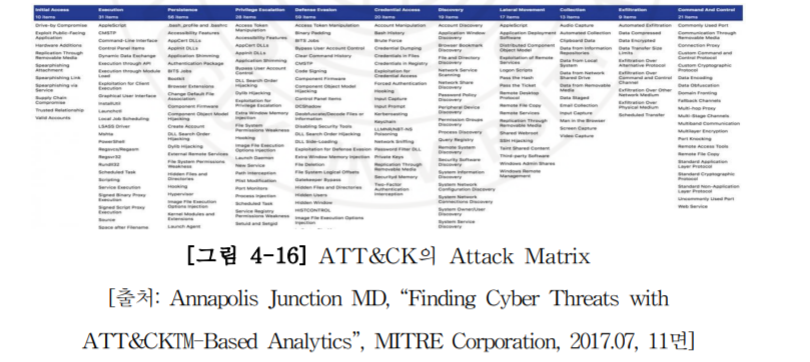 Initial Access
10 items
Drive-by Compromise
Exploit Public-Facing
Application
Hardware Additions
Replication Through
Removable Media
Spearphishing
Attachment
Spearphishing Link
Spearphishing via
Service
Supply Chain
Compromise
Trusted Relationship
Valid Accounts
Execution
31 items
AppleScript
CMSTP
Command-Line Interface
Control Panel Items
Dynamic Data Exchange
Execution through API
Execution through Module
Load
Exploitation for Client
Execution
Graphical User Interface
InstallUtil
Launchctl
Local Job Scheduling
LSASS Driver
Mshta
PowerShell
Regsvcs/Regasm
Regsvr32
Rundll32
Scheduled Task
Scripting
Service Execution
Signed Binary Proxy
Execution
Signed Script Proxy
Execution
Source
Space after Filename
Persistence
56 items
.bash_profile and .bashrc
Accessibility Features
AppCert DLLs
AppInit DLLs
Application Shimming
Authentication Package
BITS Jobs
Bootkit
Browser Extensions
Change Default File
Association
Component Firmware
Component Object Model
Hijacking
Create Account
DLL Search Order Hijacking
Dylib Hijacking
External Remote Services
File System Permissions
Weakness
Hidden Files and
Directories
Hooking
Hypervisor
Image File Execution
Options Injection
Kernel Modules and
Extensions
Launch Agent
Privilege Escalation
28 items
Access Token
Manipulation
Accessibility Features
AppCert DLLs
AppInit DLLs
Application Shimming
Bypass User Account
Control
DLL Search Order
Hijacking
Dylib Hijacking
Exploitation for
Privilege Escalation
Extra Window Memory
Injection
File System
Permissions Weakness
Hooking
Image File Execution
Options Injection
Launch Daemon
New Service
Path Interception
Plist Modification
Port Monitors
Process Injection
Scheduled Task
Service Registry
Permissions Weakness
Setuid and Setgid
Defense Evasion
Access Token Manipulation
Binary Padding
BITS Jobs
Bypass User Account Control
Clear Command History
CMSTP
Code Signing
Component Firmware
Component Object Model
Hijacking
Control Panel Items
DCShadow
Deobfuscate/Decode Files or
Information
Disabling Security Tools
DLL Search Order Hijacking
DLL Side-Loading
Exploitation for Defense Evasion
Extra Window Memory Injection
File Deletion
File System Logical Offsets
Gatekeeper Bypass
Hidden Files and Directories
Hidden Users
Hidden Window
HISTCONTROL
Image File Execution Options
Injection
Credential Access
20 items
Account Manipulation
Bash History
Brute Force
Credential Dumping
Credentials in Files
Credentials in Registry
Exploitation for
Credential Access
Forced Authentication
Hooking
Input Capture
Input Prompt
Kerberoasting
Keychain
LLMNR/NBT-NS
Poisoning
Network Sniffing
Password Filter DLL
Private Keys
Replication Through
Removable Media
Securityd Memory
Two-Factor
Authentication
Interception
Discovery
19 items
Account Discovery
Application Window
Discovery
Browser Bookmark
Discovery
File and Directory
Discovery
Network Service
Scanning
Network Share
Discovery
Password Policy
Discovery
Peripheral Device
Discovery
Permission Groups
Discovery
Process Discovery
Query Registry
Remote System
Discovery
Security Software
Discovery
System Information
Discovery
System Network
Configuration Discovery
System Network
Connections Discovery
System Owner/User
Discovery
System Service
Discovery
Lateral Movement
17 items
AppleScript
Application Deployment
Software
Distributed Component
Object Model
Exploitation of Remote
Services
Logon Scripts
Pass the Hash
Pass the Ticket
Remote Desktop
Protocol
Remote File Copy
Remote Services
Replication Through
Removable Media
Shared Webroot
SSH Hijacking
Taint Shared Content
Third-party Software
Windows Admin Shares
Windows Remote
Management
Collection
13 items
Audio Capture
Automated Collection
Clipboard Data
Data from Information
Repositories
Data from Local
System
Data from Network
Shared Drive
Data from Removable
Media
Data Staged
Email Collection
Input Capture
Man in the Browser
Screen Capture
Video Capture
Exfiltration
9 items
Automated Exfiltration
Data Compressed
Data Encrypted
Data Transfer Size
Limits
Exfiltration Over
Alternative Protocol
Exfiltration Over
Command and Control
Channel
Exfiltration Over Other
Network Medium
Exfiltration Over
Physical Medium
Scheduled Transfer
Command And Control
21 items
Commonly Used Port
Communication Through
Removable Media
Connection Proxy
Custom Command and
Control Protocol
Custom Cryptographic
Protocol
Data Encoding
Data Obfuscation
Domain Fronting
Fallback Channels
Multi-hop Proxy
Multi-Stage Channels
Multiband Communication
Multilayer Encryption
Port Knocking
Remote Access Tools
Remote File Copy
Standard Application
Layer Protocol
Standard Cryptographic
Protocol
Standard Non-Application
Layer Protocol
Uncommonly Used Port
Web Service
[그림 4-16] ATT&CK의 Attack Matrix
[출처: Annapolis Junction MD, “Finding Cyber Threats with
ATT&CKTM-Based Analytics”, MITRE Corporation, 2017.07, 11면]